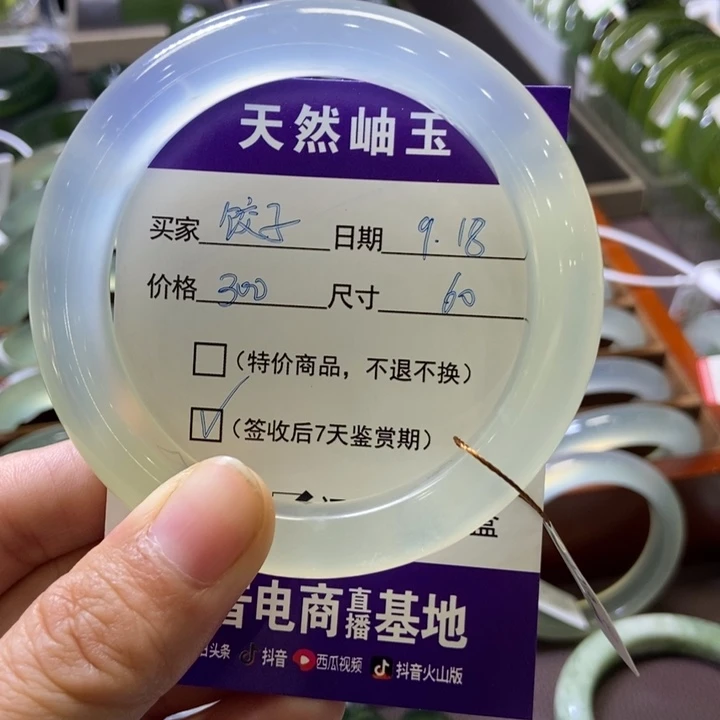 天然岫玉
买家 饺子 日期 9.18
价格 300 尺寸 60
(特价商品，不退不换)
(签收后7天鉴赏期)
盒
音电商直播基地
日头条 抖音 西瓜视频 抖音火山版